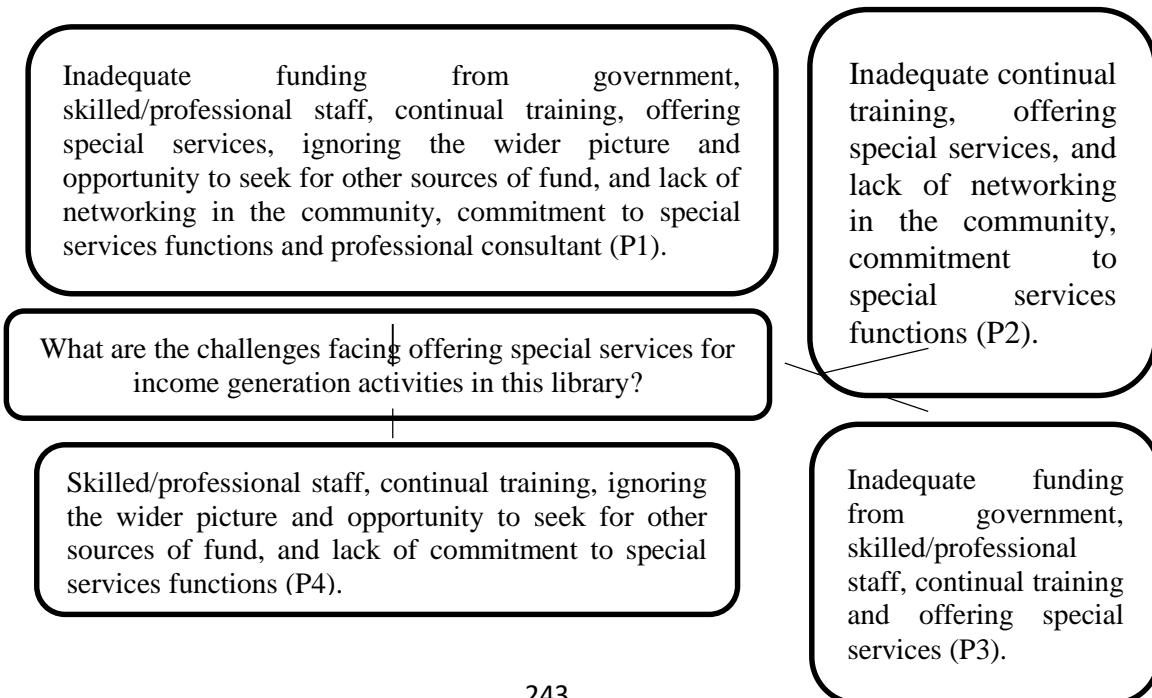 Inadequate funding from government,
skilled/professional staff, continual training, offering
special services, ignoring the wider picture and
opportunity to seek for other sources of fund, and lack of
networking in the community, commitment to special
services functions and professional consultant (P1).
Inadequate continual
training, offering
special services, and
lack of networking
in the community,
commitment to
special services
functions (P2).
What are the challenges facing offering special services for
income generation activities in this library?
Skilled/professional staff, continual training, ignoring
the wider picture and opportunity to seek for other
sources of fund, and lack of commitment to special
services functions (P4).
Inadequate funding
from government,
skilled/professional
staff, continual training
and offering special
services (P3).
243